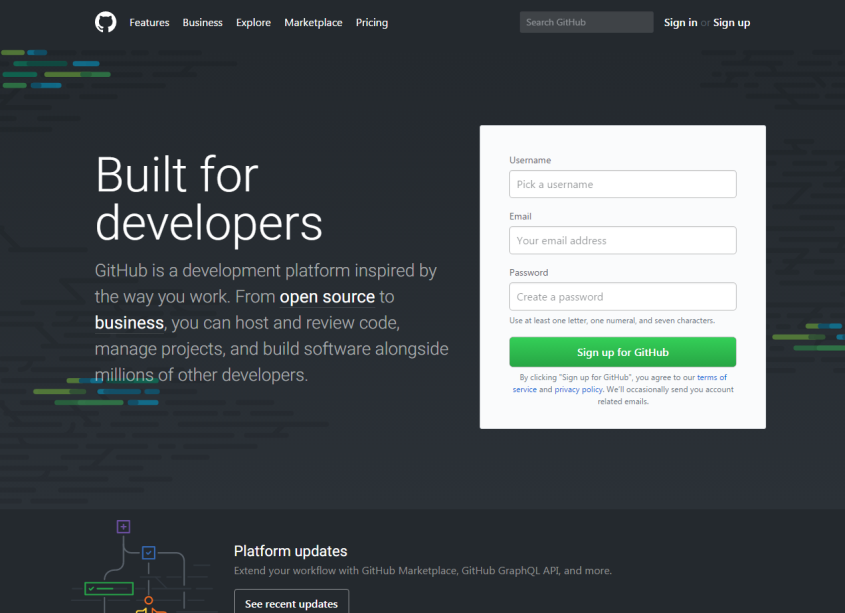 Features Business Explore Marketplace Pricing Search GitHub Sign in or Sign up
Built for
developers
GitHub is a development platform inspired by
the way you work. From open source to
business, you can host and review code,
manage projects, and build software alongside
millions of other developers.
Username
Pick a username
Email
Your email address
Password
Create a password
Use at least one letter, one numeral, and seven characters.
Sign up for GitHub
By clicking "Sign up for GitHub", you agree to our terms of
service and privacy policy. We'll occasionally send you account
related emails.
Platform updates
Extend your workflow with GitHub Marketplace, GitHub GraphQL API, and more.
See recent updates